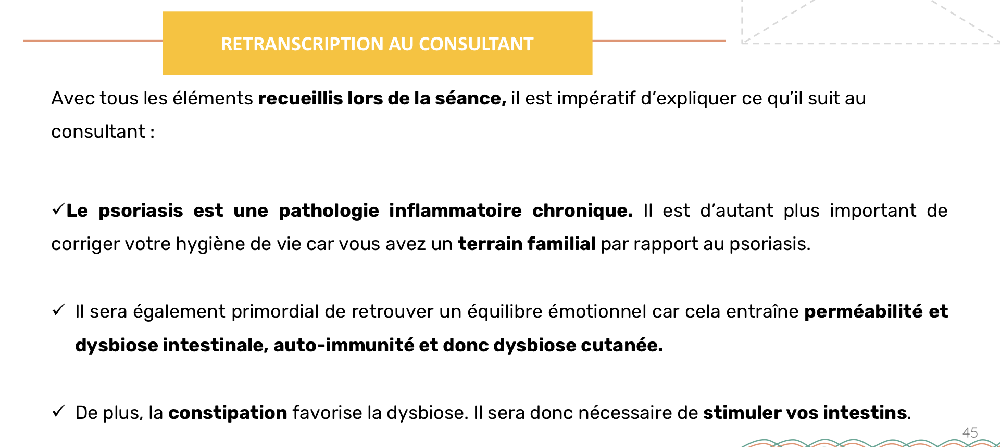 RETRANSCRIPTION AU CONSULTANT
Avec tous les éléments recueillis lors de la séance, il est impératif d’expliquer ce qu’il suit au
consultant :
✓Le psoriasis est une pathologie inflammatoire chronique. Il est d’autant plus important de
corriger votre hygiène de vie car vous avez un terrain familial par rapport au psoriasis.
✓ Il sera également primordial de retrouver un équilibre émotionnel car cela entraîne perméabilité et
dysbiose intestinale, auto-immunité et donc dysbiose cutanée.
✓ De plus, la constipation favorise la dysbiose. Il sera donc nécessaire de stimuler vos intestins.
45